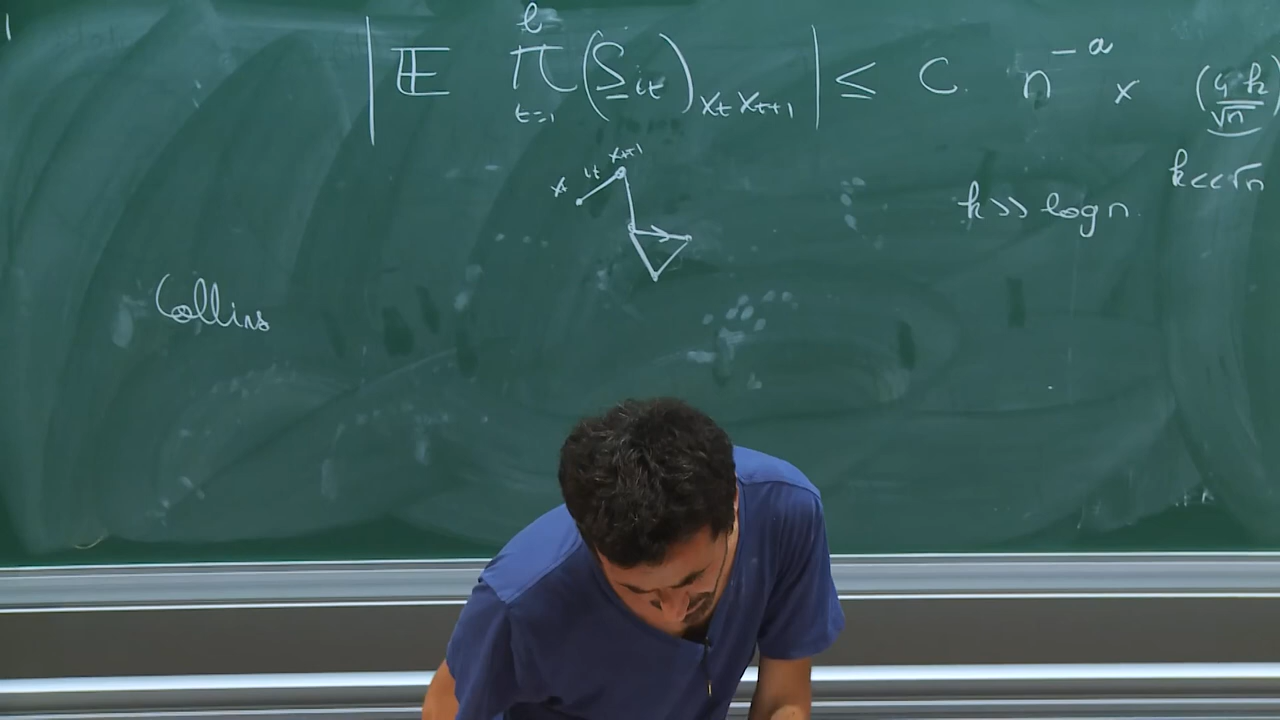 | E ∏_{t=1}^{l} (S_{it})_{x_t x_{t+1}} | ≤ C n^{-a} × (4k/√n)
x_t i_t x_{t+1}
k << √n
k >> log n
Collins